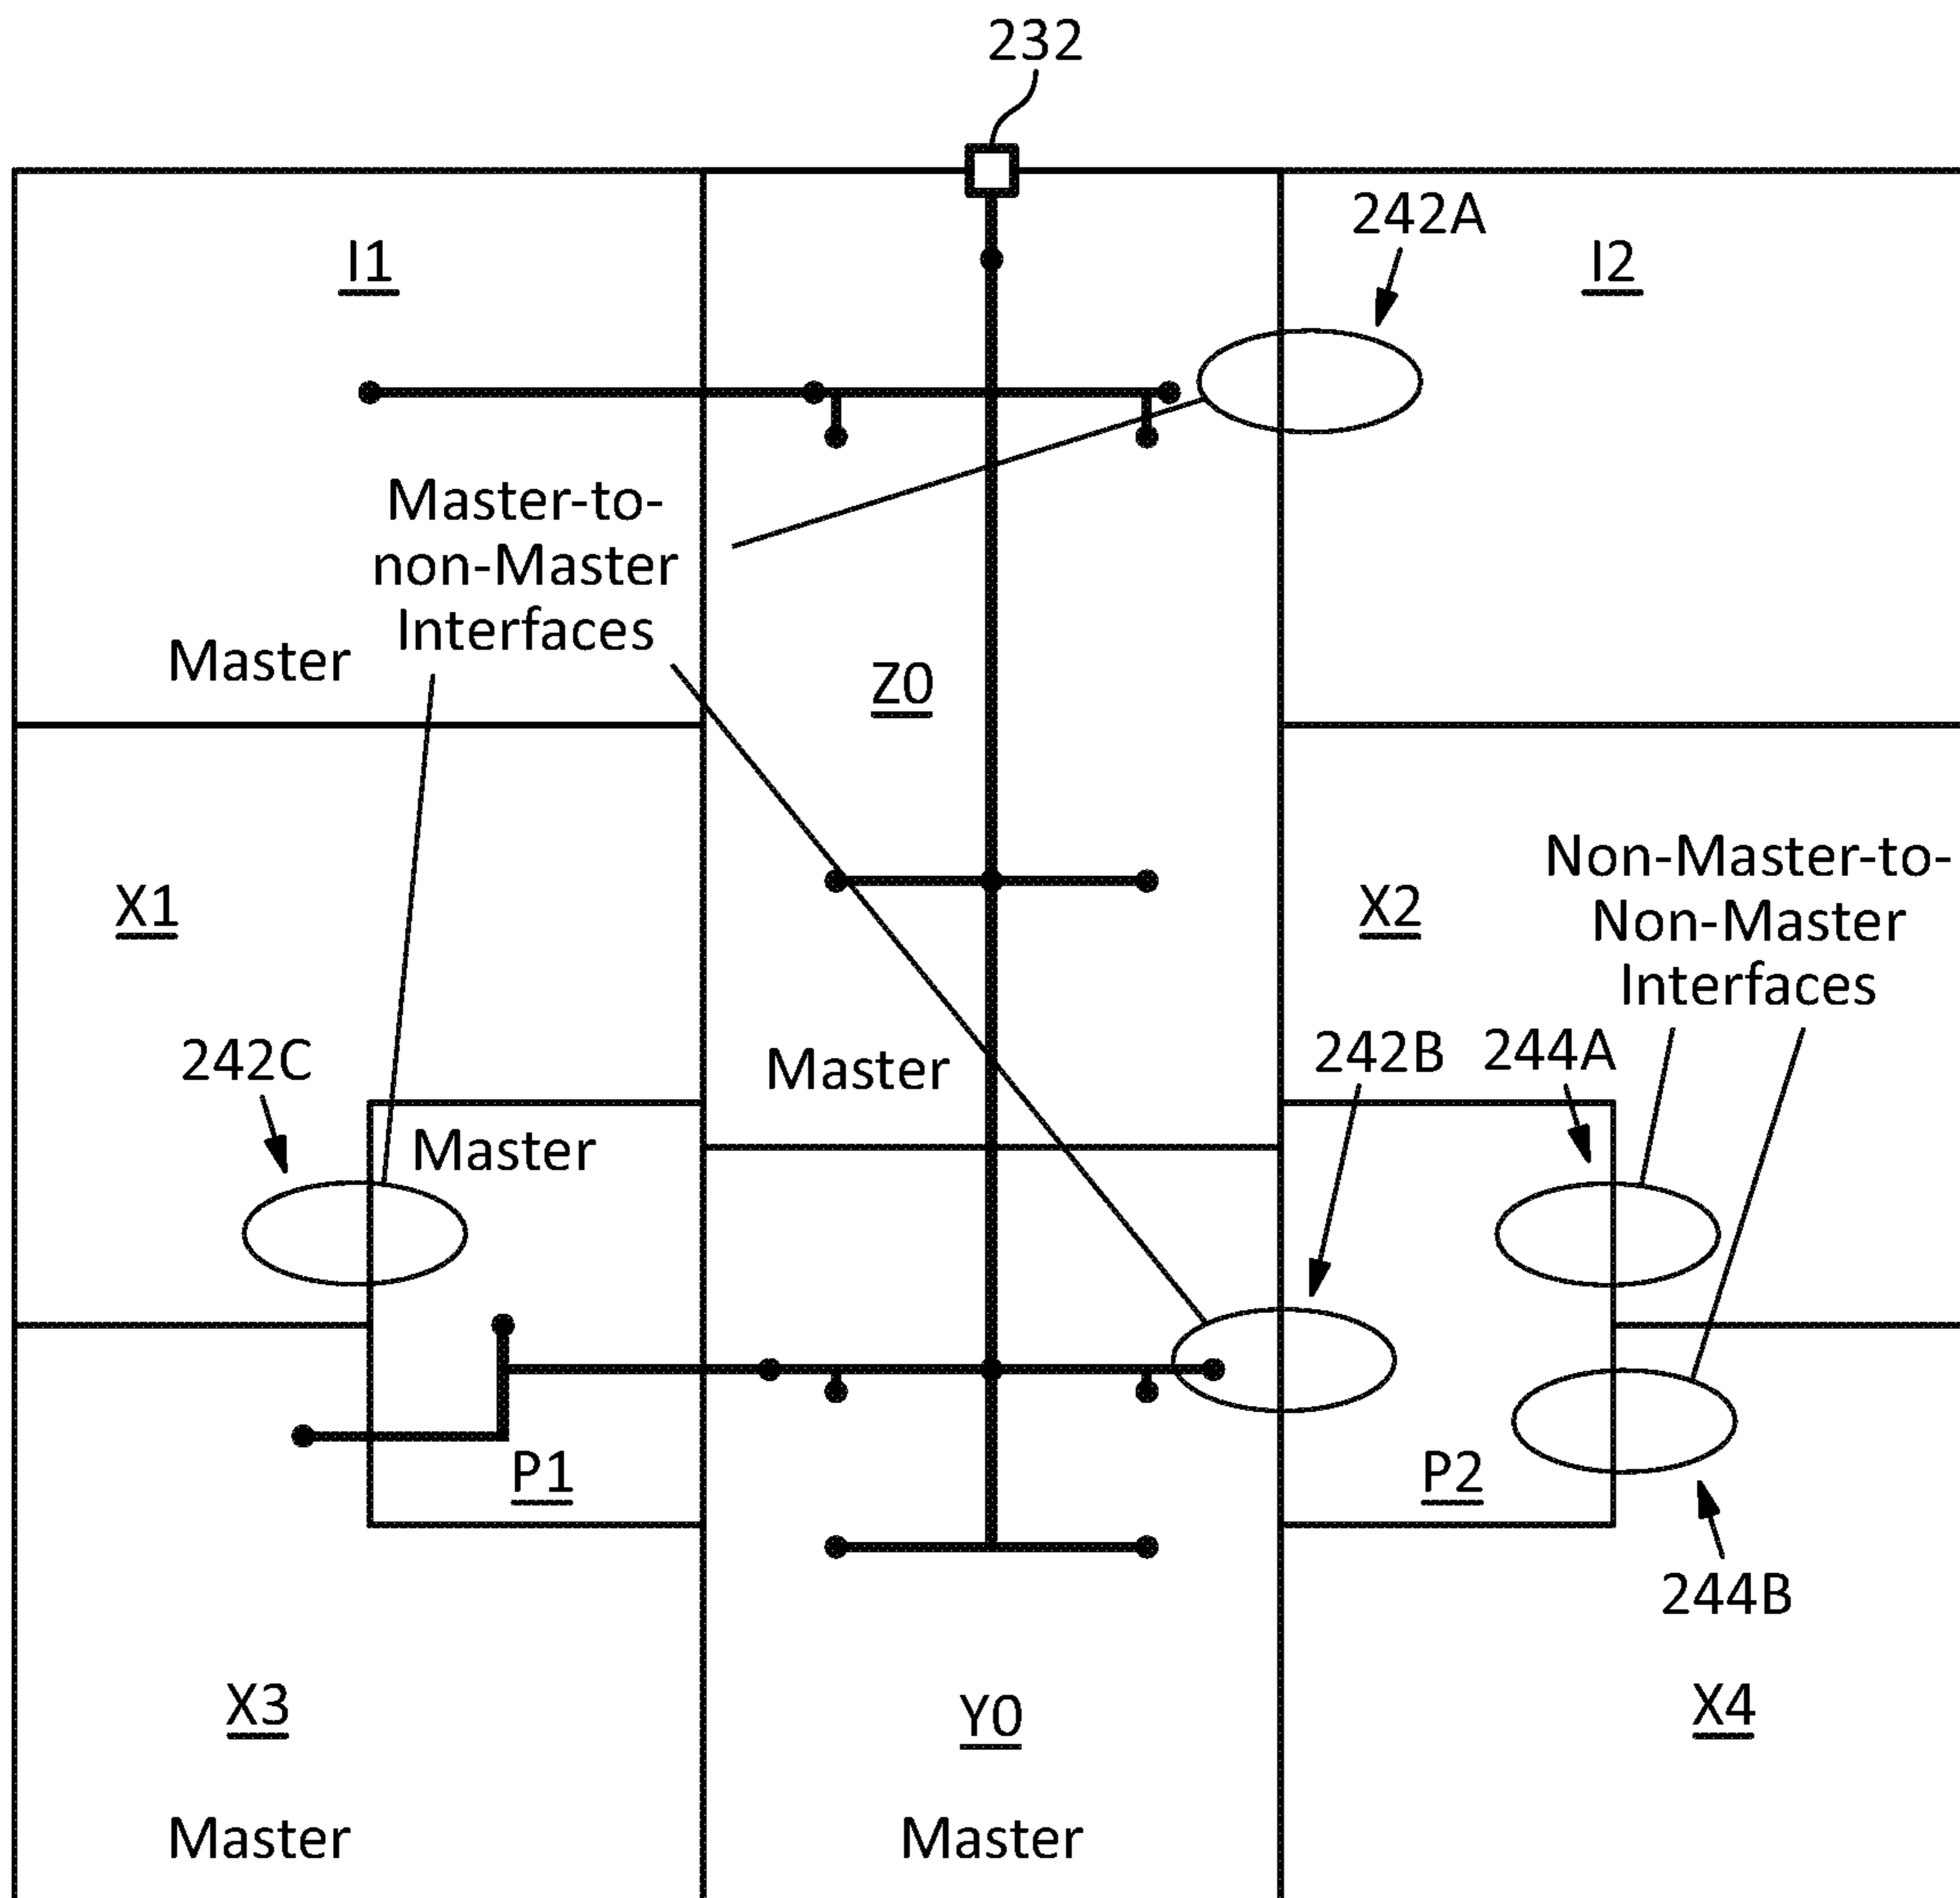 232
242A
I1
I2
Master-to-
non-Master
Interfaces
Master
Z0
Non-Master-to-
Non-Master
Interfaces
X1
X2
242C
Master
242B
244A
Master
P1
P2
244B
X3
Y0
X4
Master
Master